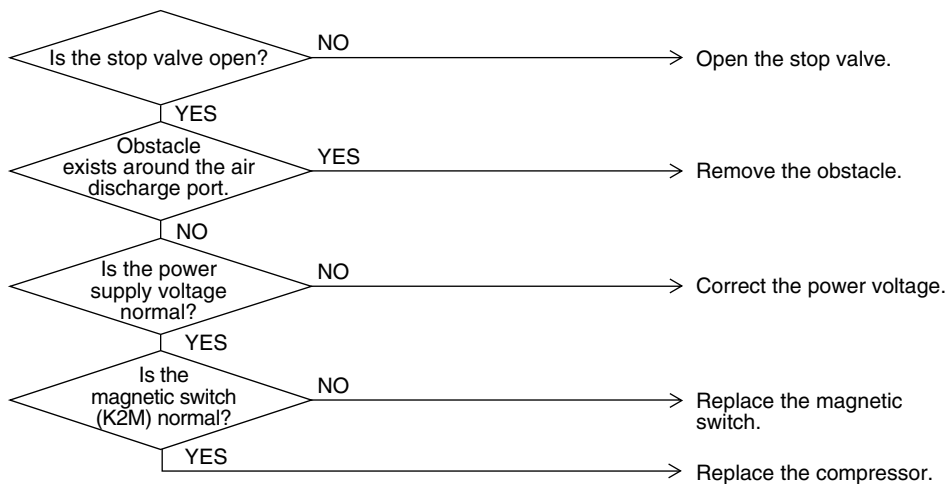 Is the stop valve open?
NO
Open the stop valve.
YES
Obstacle
exists around the air
discharge port.
YES
Remove the obstacle.
NO
Is the power
supply voltage
normal?
NO
Correct the power voltage.
YES
Is the
magnetic switch
(K2M) normal?
NO
Replace the magnetic
switch.
YES
Replace the compressor.